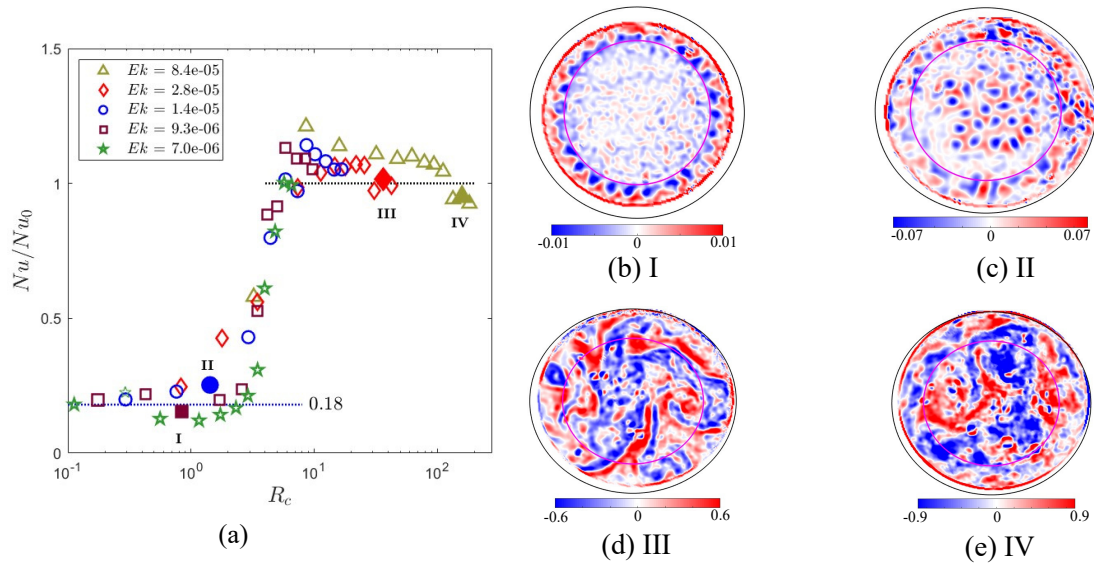 1.5
1
0.5
0
Nu/Nu₀
Ek = 8.4e-05
Ek = 2.8e-05
Ek = 1.4e-05
Ek = 9.3e-06
Ek = 7.0e-06
III
IV
II
I
0.18
10⁻¹ 10⁰ 10¹ 10²
R_c
(a)
-0.01 0 0.01
(b) I
-0.07 0 0.07
(c) II
-0.6 0 0.6
(d) III
-0.9 0 0.9
(e) IV